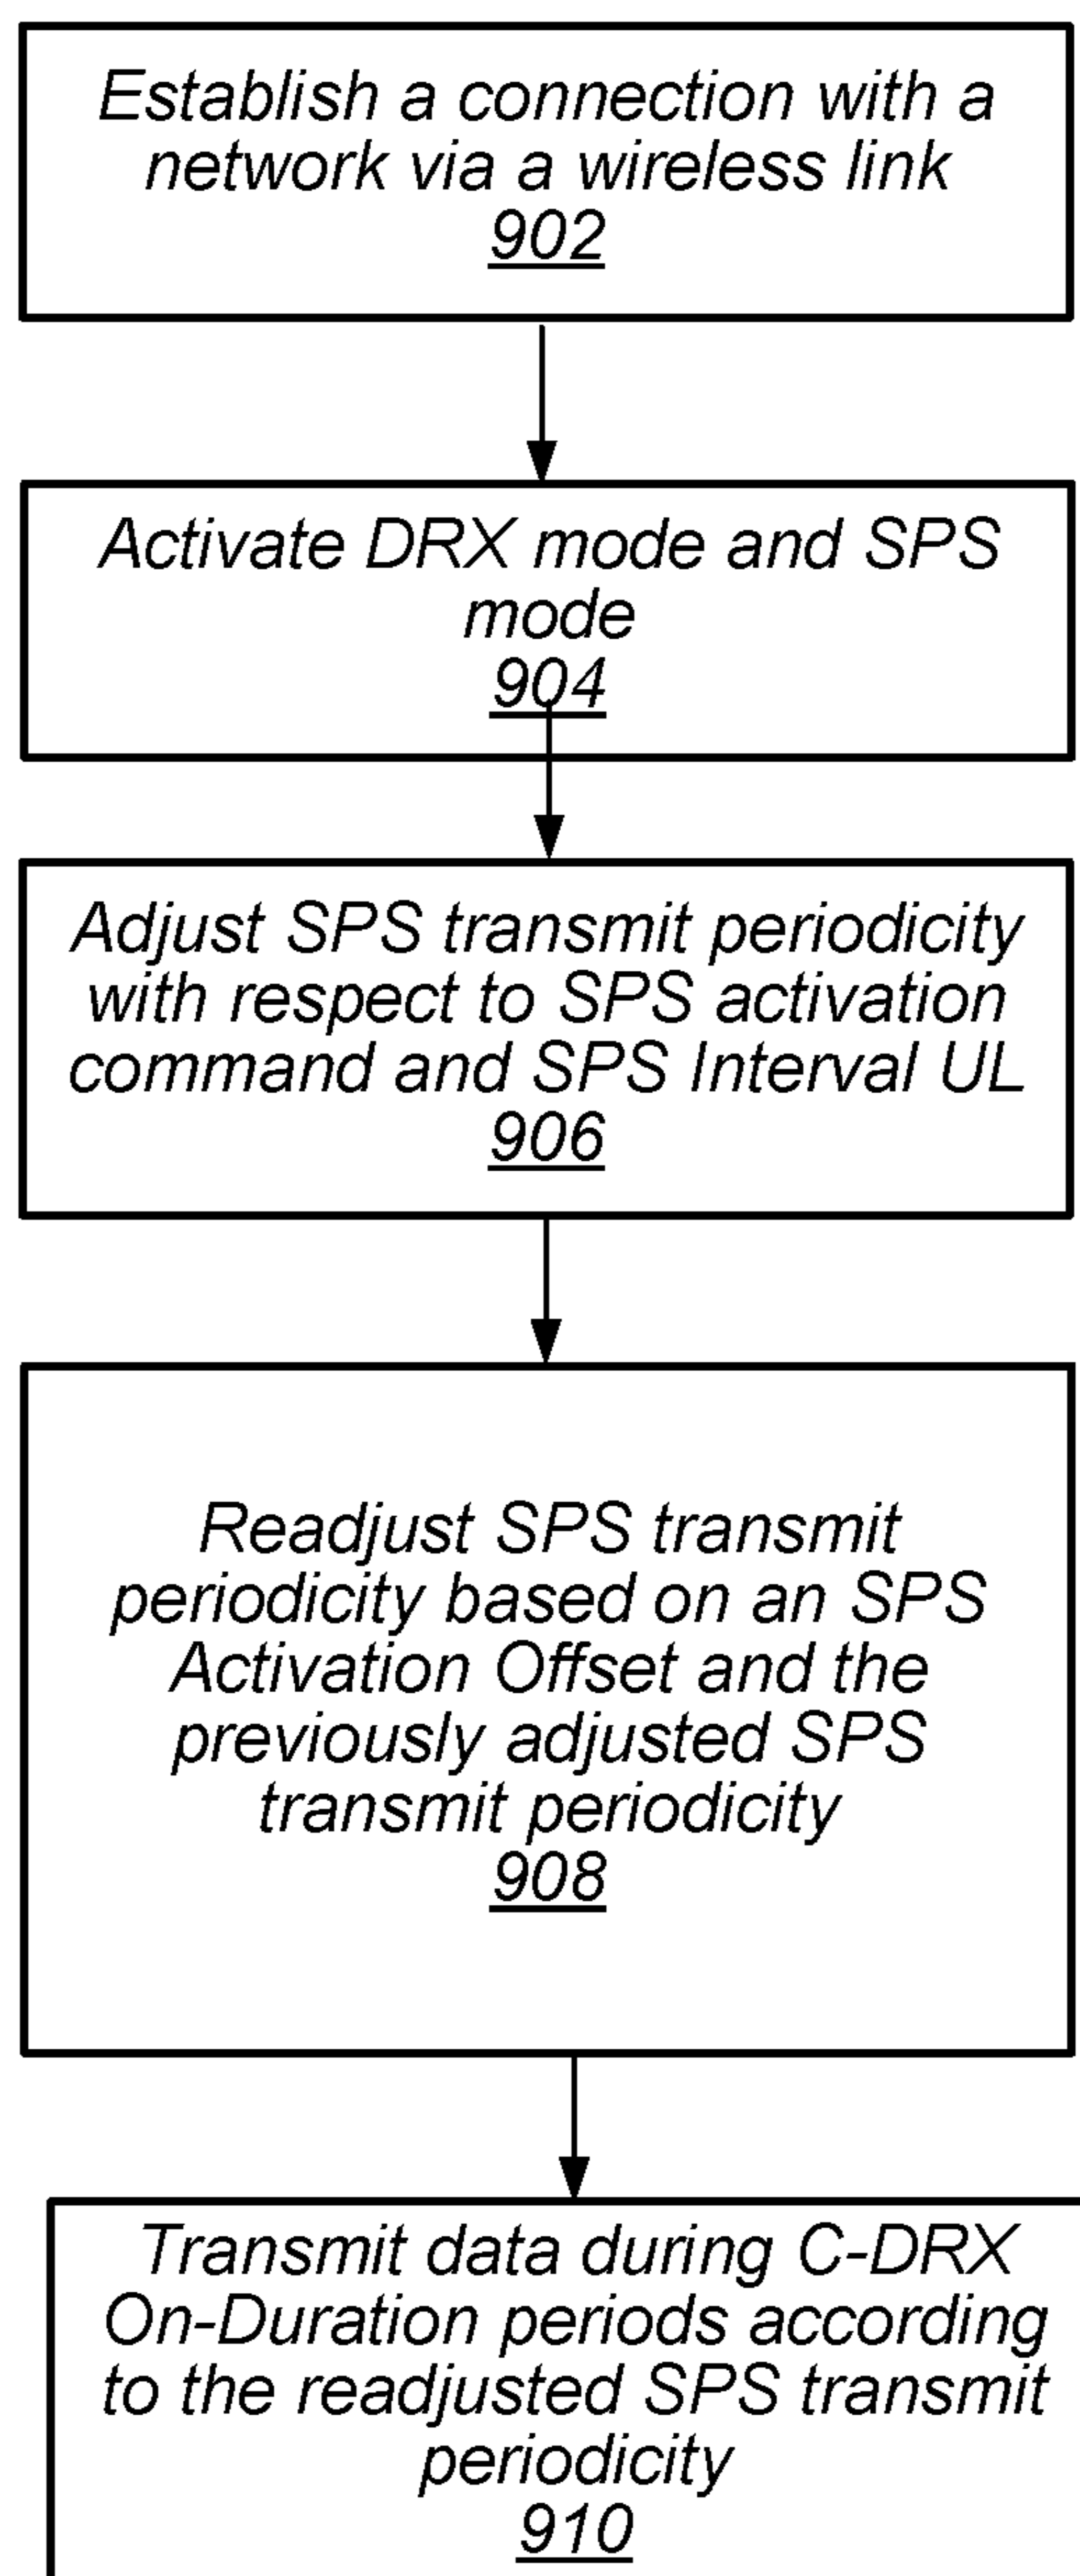 Establish a connection with a
network via a wireless link
902
Activate DRX mode and SPS
mode
904
Adjust SPS transmit periodicity
with respect to SPS activation
command and SPS Interval UL
906
Readjust SPS transmit
periodicity based on an SPS
Activation Offset and the
previously adjusted SPS
transmit periodicity
908
Transmit data during C-DRX
On-Duration periods according
to the readjusted SPS transmit
periodicity
910